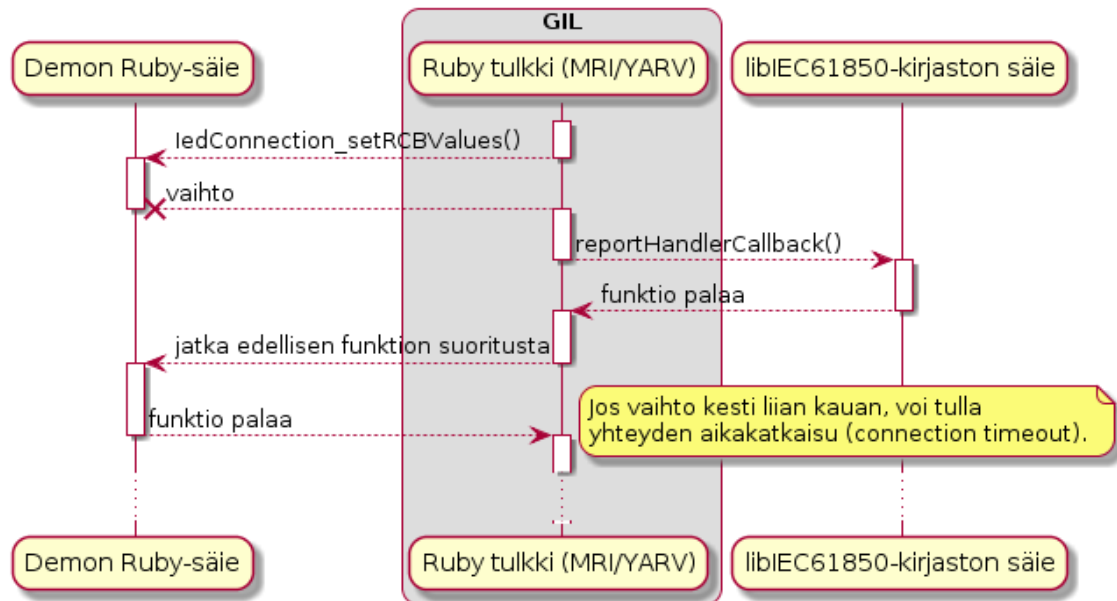 GIL
Demon Ruby-säie
Ruby tulkki (MRI/YARV)
libIEC61850-kirjaston säie
IedConnection_setRCBValues()
vaihto
reportHandlerCallback()
funktio palaa
jatka edellisen funktion suoritusta
Jos vaihto kesti liian kauan, voi tulla
yhteyden aikakatkaisu (connection timeout).
funktio palaa
Demon Ruby-säie
Ruby tulkki (MRI/YARV)
libIEC61850-kirjaston säie